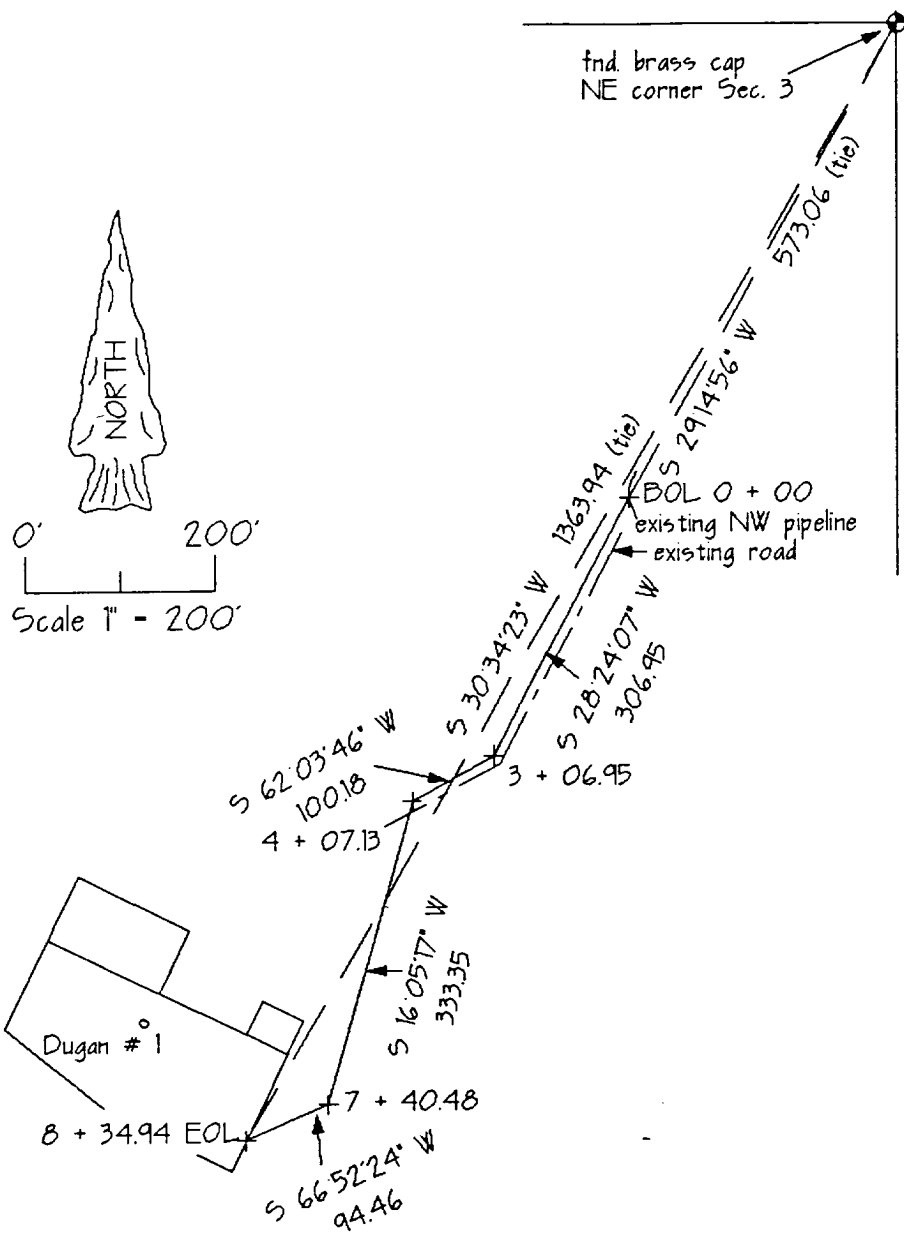 fnd. brass cap
NE corner Sec. 3
573.06 (tie)
S 29°14'56" W
NORTH
0' 200'
Scale 1" = 200'
1363.94 (tie)
S 30°34'23" W
BOL 0 + 00
existing NW pipeline
existing road
S 28°24'07" W
306.95
S 62°03'46" W
100.18
3 + 06.95
4 + 07.13
S 16°05'17" W
333.35
Dugan # 1
7 + 40.48
8 + 34.94 EOL
S 66°52'24" W
94.46